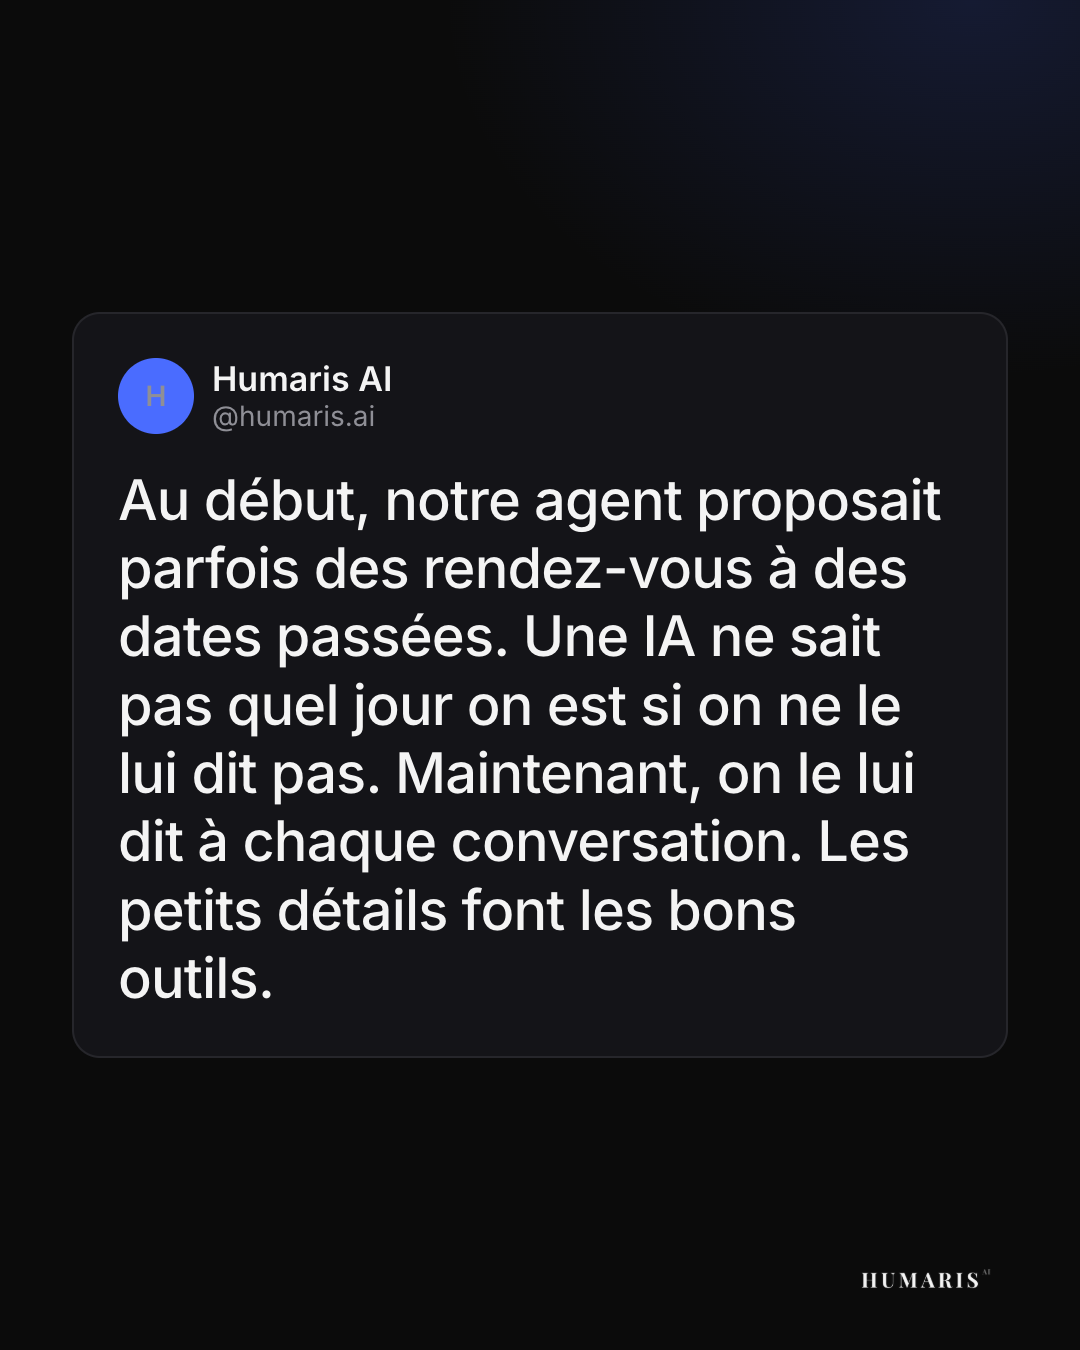 H
Humaris AI
@humaris.ai
Au début, notre agent proposait
parfois des rendez-vous à des
dates passées. Une IA ne sait
pas quel jour on est si on ne le
lui dit pas. Maintenant, on le lui
dit à chaque conversation. Les
petits détails font les bons
outils.
HUMARIS AI